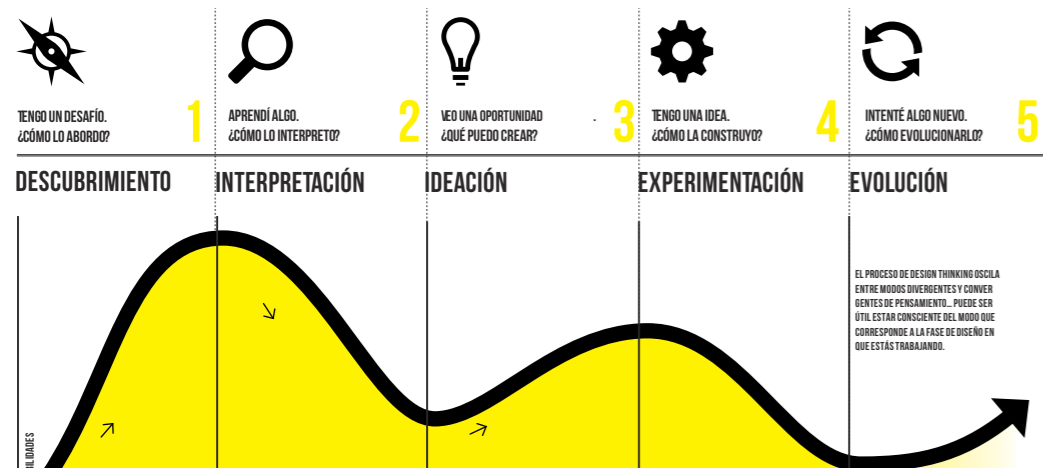 TENGO UN DESAFÍO.
¿CÓMO LO ABORDO?
1
APRENDÍ ALGO.
¿CÓMO LO INTERPRETO?
2
VEO UNA OPORTUNIDAD
¿QUÉ PUEDO CREAR?
3
TENGO UNA IDEA.
¿CÓMO LA CONSTRUYO?
4
INTENTÉ ALGO NUEVO.
¿CÓMO EVOLUCIONARLO?
5
DESCUBRIMIENTO
INTERPRETACIÓN
IDEACIÓN
EXPERIMENTACIÓN
EVOLUCIÓN
EL PROCESO DE DESIGN THINKING OSCILA
ENTRE MODOS DIVERGENTES Y CONVER
GENTES DE PENSAMIENTO... PUEDE SER
ÚTIL ESTAR CONSCIENTE DEL MODO QUE
CORRESPONDE A LA FASE DE DISEÑO EN
QUE ESTÁS TRABAJANDO.